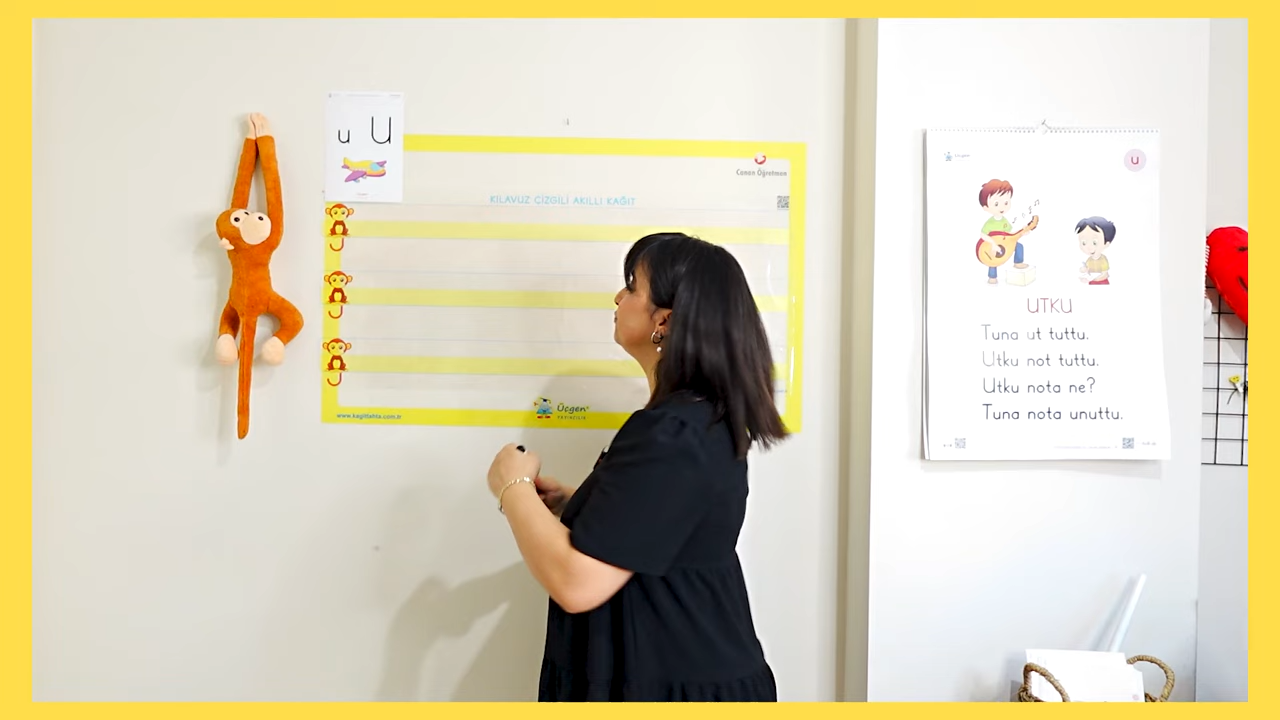 u U
Canan Öğretmen
KILAVUZ ÇİZGİLİ AKILLI KAĞIT
www.kagittahta.com.tr
Üçgen
YAYINCILIK
Üçgen
u
UTKU
Tuna ut tuttu.
Utku not tuttu.
Utku nota ne?
Tuna nota unuttu.